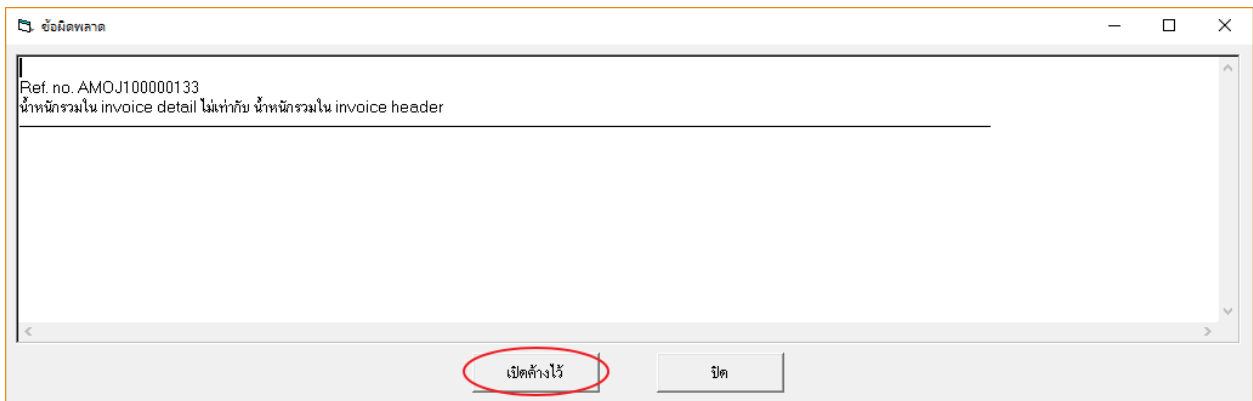 ข้อผิดพลาด
Ref. no. AMOJ100000133
น้ำหนักรวมใน invoice detail ไม่เท่ากับ น้ำหนักรวมใน invoice header
เปิดค้างไว้ ปิด